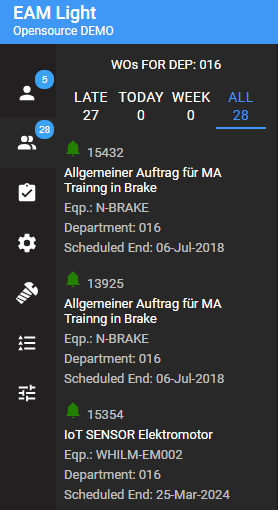 EAM Light
Opensource DEMO
5
28
WOs FOR DEP: 016
LATE TODAY WEEK ALL
27 0 0 28
15432
Allgemeiner Auftrag für MA
Trainng in Brake
Eqp.: N-BRAKE
Department: 016
Scheduled End: 06-Jul-2018
13925
Allgemeiner Auftrag für MA
Trainng in Brake
Eqp.: N-BRAKE
Department: 016
Scheduled End: 06-Jul-2018
15354
IoT SENSOR Elektromotor
Eqp.: WHILM-EM002
Department: 016
Scheduled End: 25-Mar-2024